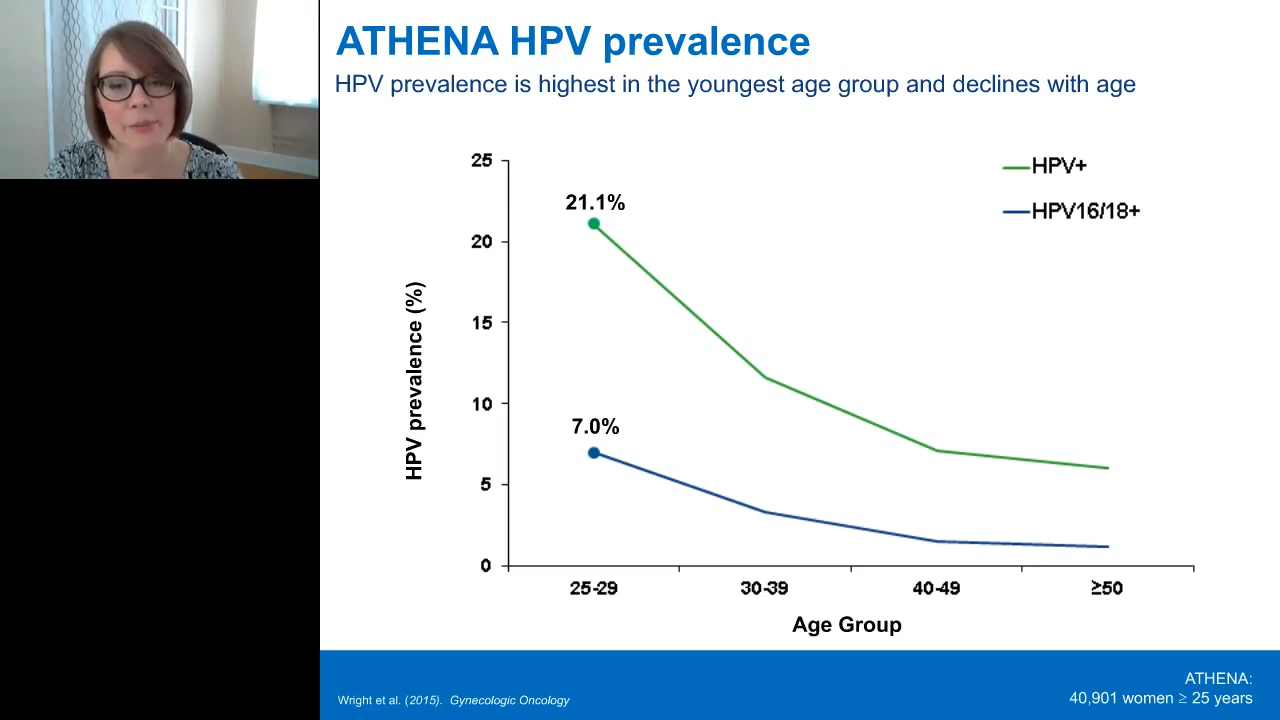 ATHENA HPV prevalence
HPV prevalence is highest in the youngest age group and declines with age
HPV+
HPV16/18+
25
20
15
10
5
0
21.1%
7.0%
HPV prevalence (%)
25-29
30-39
40-49
≥50
Age Group
Wright et al. (2015). Gynecologic Oncology
ATHENA:
40,901 women ≥ 25 years